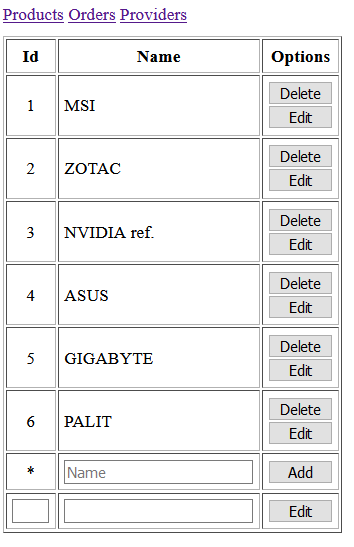 Products Orders Providers
Id Name Options
1 MSI Delete
Edit
2 ZOTAC Delete
Edit
3 NVIDIA ref. Delete
Edit
4 ASUS Delete
Edit
5 GIGABYTE Delete
Edit
6 PALIT Delete
Edit
* Name Add
Edit